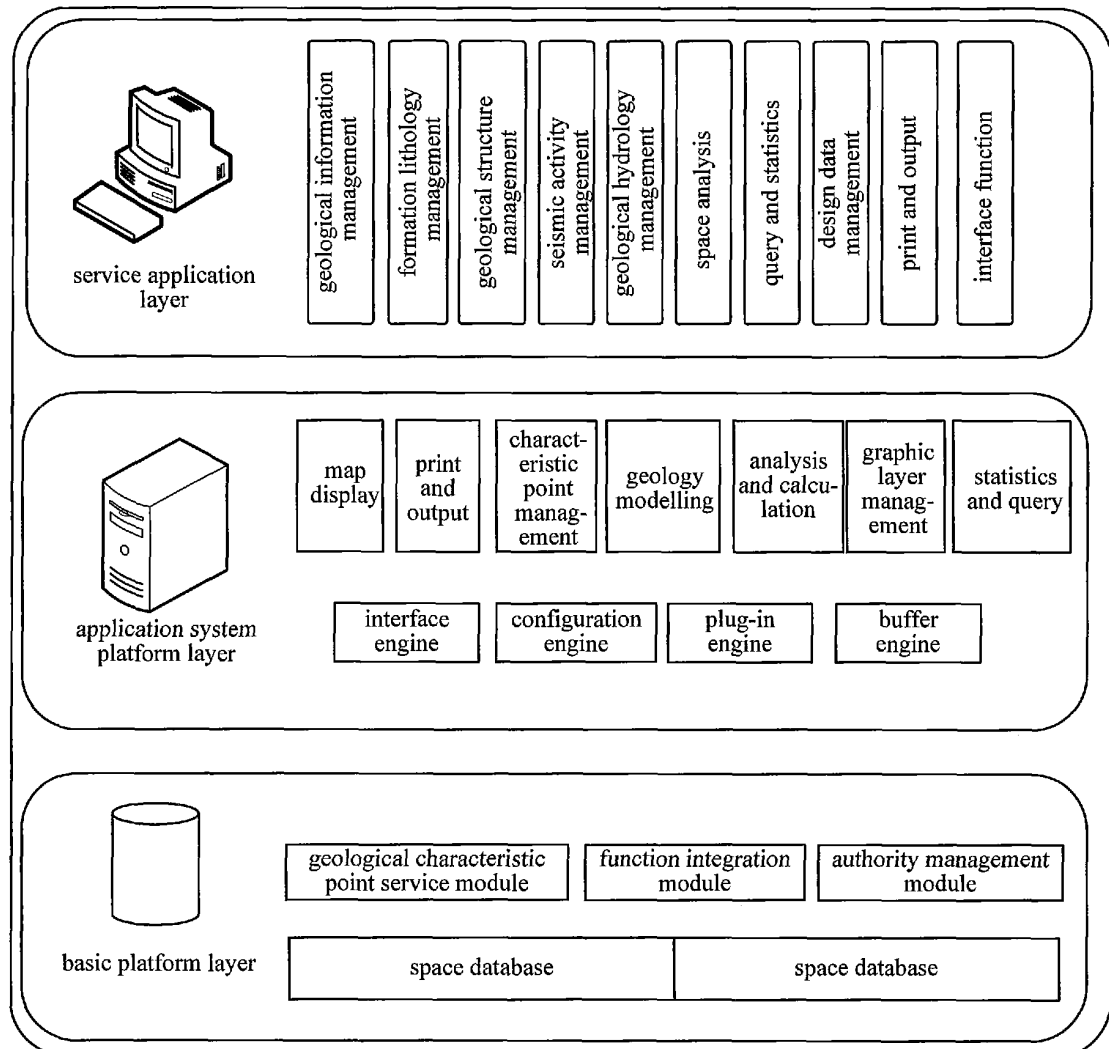 service application
layer
geological information
management
formation lithology
management
geological structure
management
seismic activity
management
geological hydrology
management
space analysis
query and statistics
design data
management
print and output
interface function
application system
platform layer
map
display
print
and
output
charact-
eristic
point
manag-
ement
geology
modelling
analysis
and calcu-
lation
graphic
layer
manag-
ement
statistics
and query
interface
engine
configuration
engine
plug-in
engine
buffer
engine
basic platform layer
geological characteristic
point service module
function integration
module
authority management
module
space database
space database